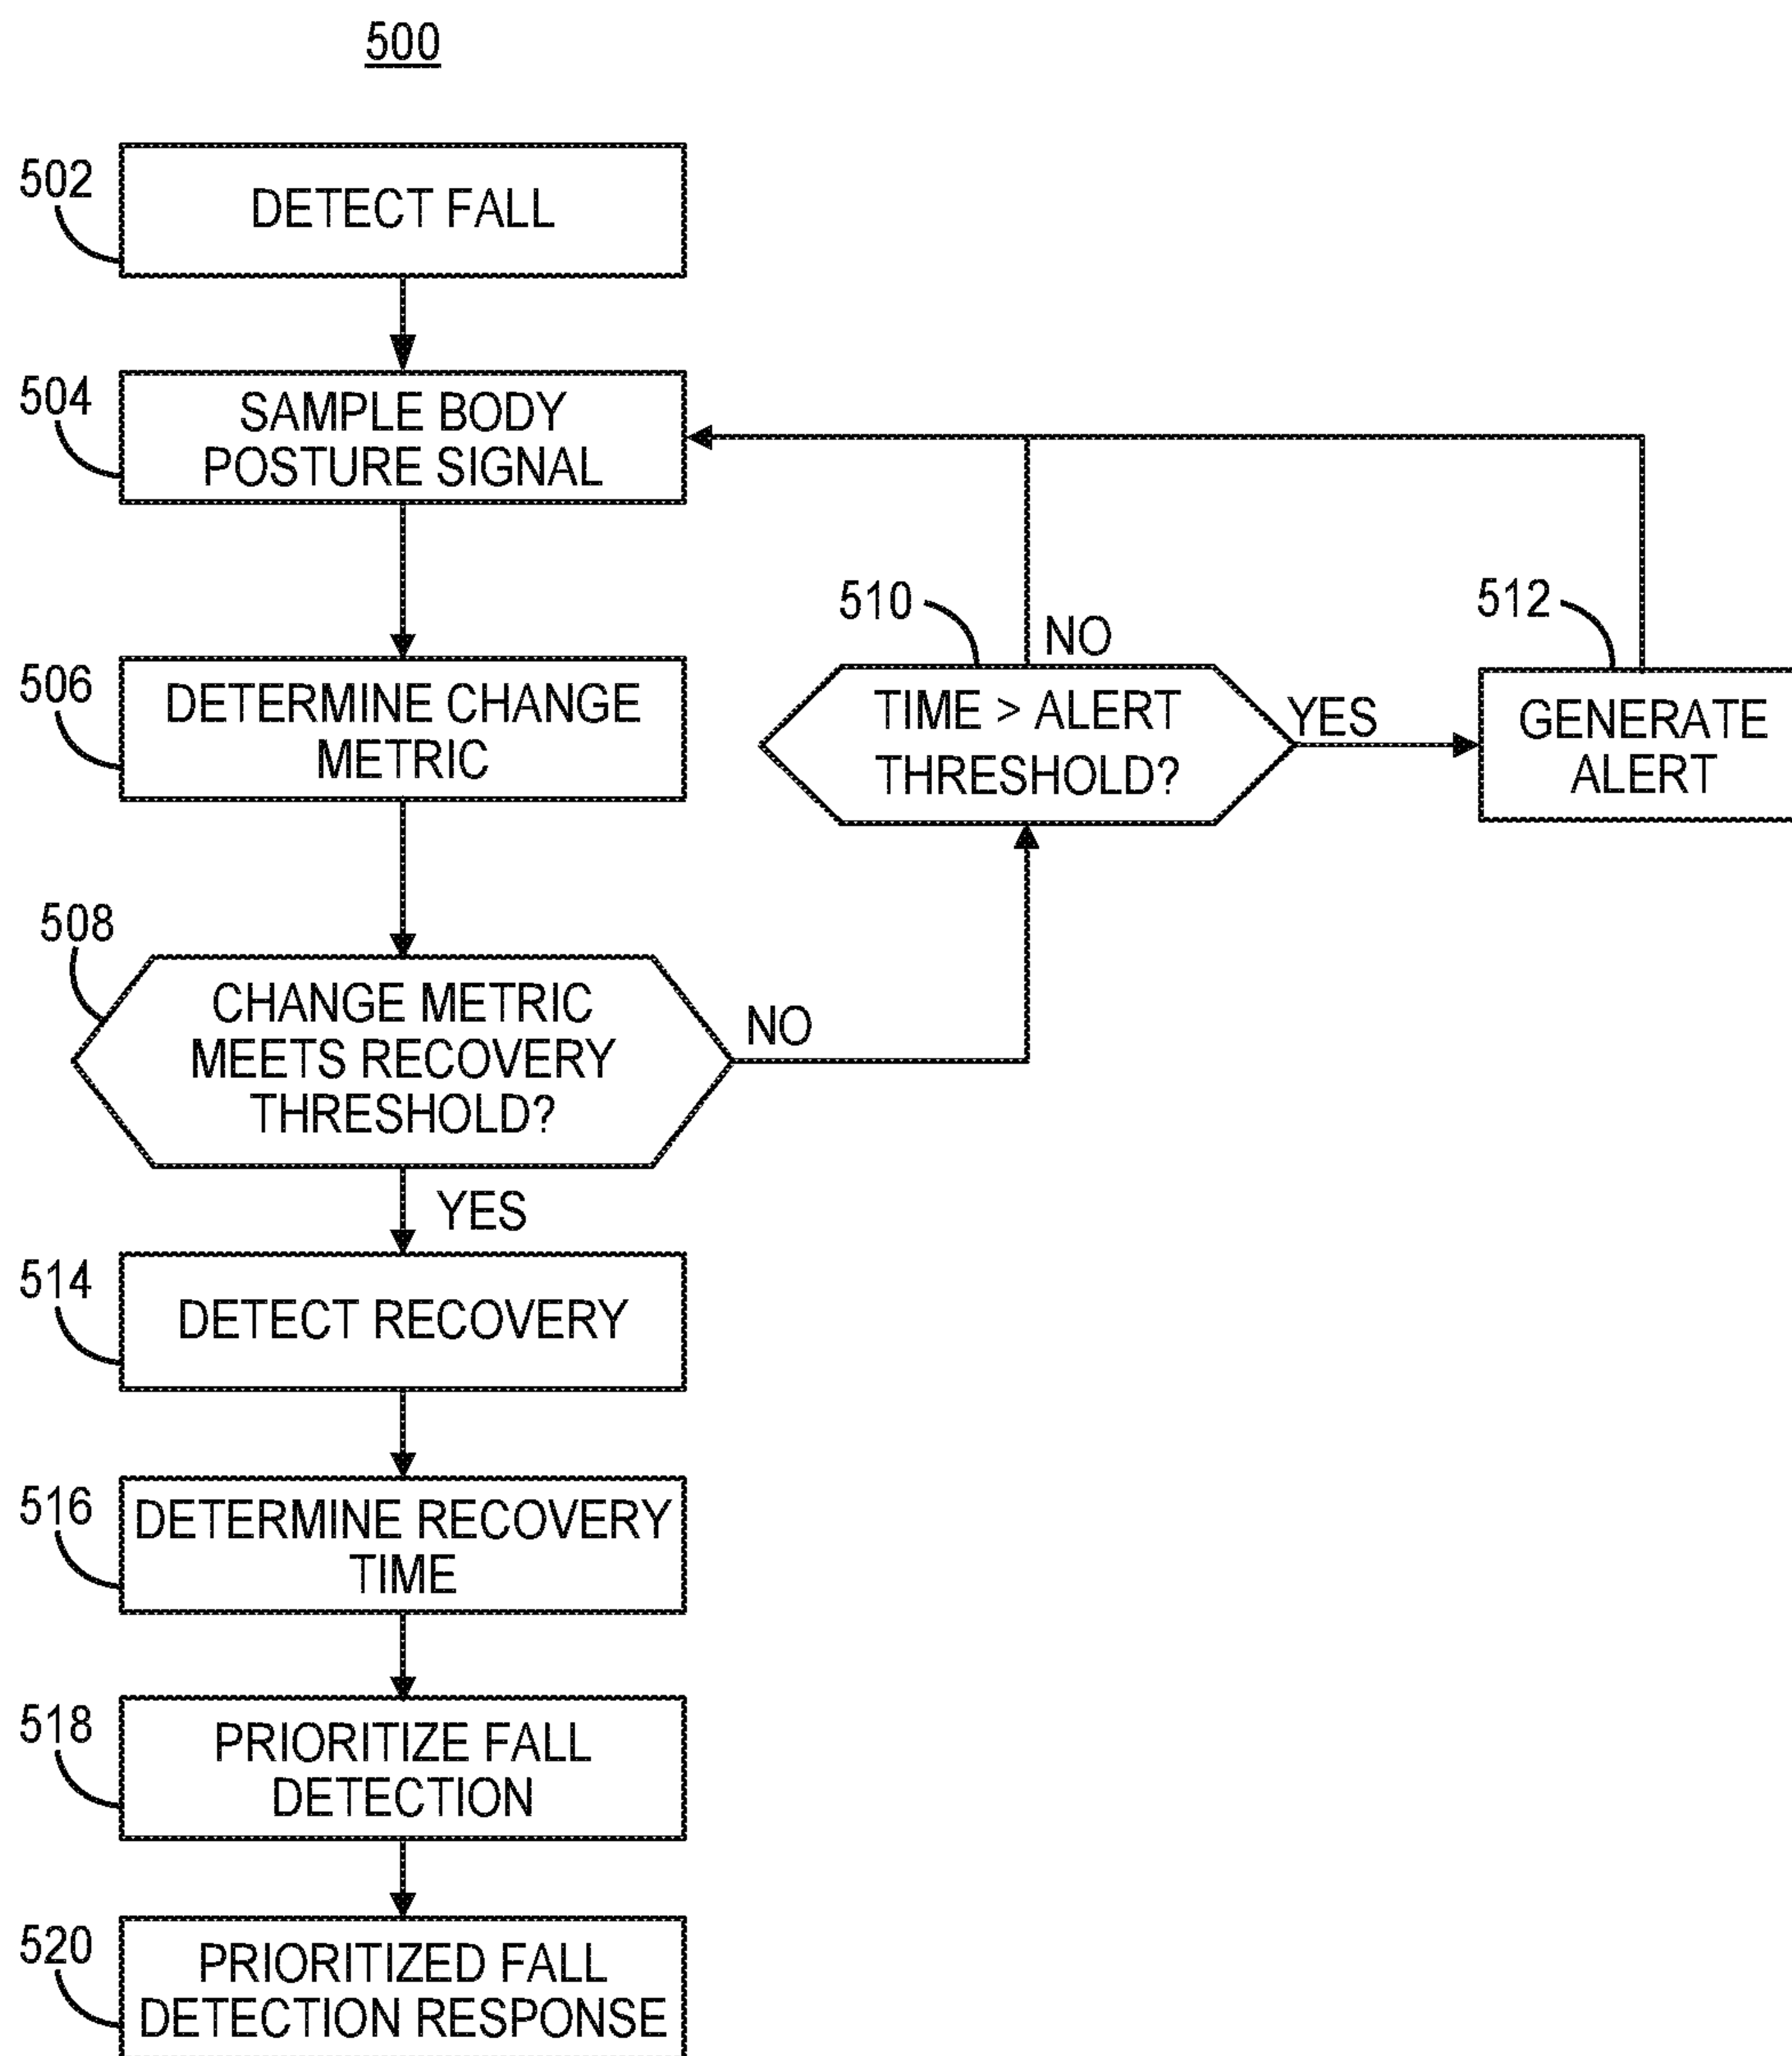 500
502
DETECT FALL
504
SAMPLE BODY
POSTURE SIGNAL
506
DETERMINE CHANGE
METRIC
510
NO
TIME > ALERT
THRESHOLD?
YES
512
GENERATE
ALERT
508
CHANGE METRIC
MEETS RECOVERY
THRESHOLD?
NO
YES
514
DETECT RECOVERY
516
DETERMINE RECOVERY
TIME
518
PRIORITIZE FALL
DETECTION
520
PRIORITIZED FALL
DETECTION RESPONSE